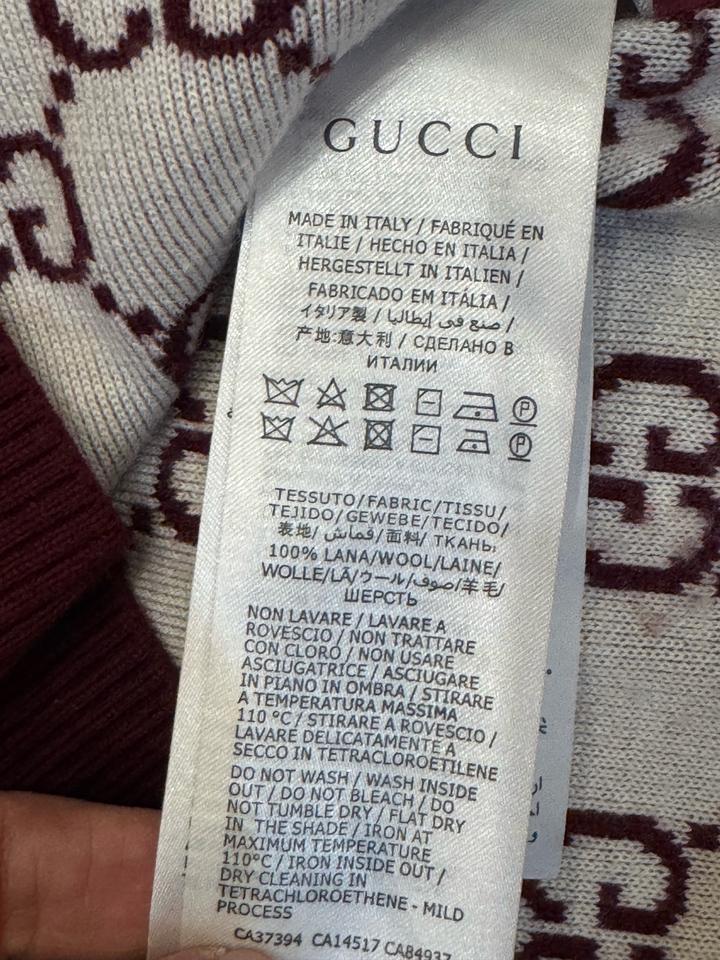 GUCCI
MADE IN ITALY / FABRIQUÉ EN
ITALIE / HECHO EN ITALIA /
HERGESTELLT IN ITALIEN /
FABRICADO EM ITÁLIA /
イタリア製 / صنع في إيطاليا /
产地:意大利 / СДЕЛАНО В
ИТАЛИИ
P
P
TESSUTO/FABRIC/TISSU/
TEJIDO/GEWEBE/TECIDO/
表地/ قماش/ 面料/ ТКАНЬ,
100% LANA/WOOL/LAINE/
WOLLE/LÃ/ウール/صوف/羊毛/
ШЕРСТЬ
NON LAVARE / LAVARE A
ROVESCIO / NON TRATTARE
CON CLORO / NON USARE
ASCIUGATRICE / ASCIUGARE
IN PIANO IN OMBRA / STIRARE
A TEMPERATURA MASSIMA
110 °C / STIRARE A ROVESCIO /
LAVARE DELICATAMENTE A
SECCO IN TETRACLOROETILENE
DO NOT WASH / WASH INSIDE
OUT / DO NOT BLEACH / DO
NOT TUMBLE DRY / FLAT DRY
IN THE SHADE / IRON AT
MAXIMUM TEMPERATURE
110°C / IRON INSIDE OUT /
DRY CLEANING IN
TETRACHLOROETHENE - MILD
PROCESS
CA37394 CA14517 CAB4937